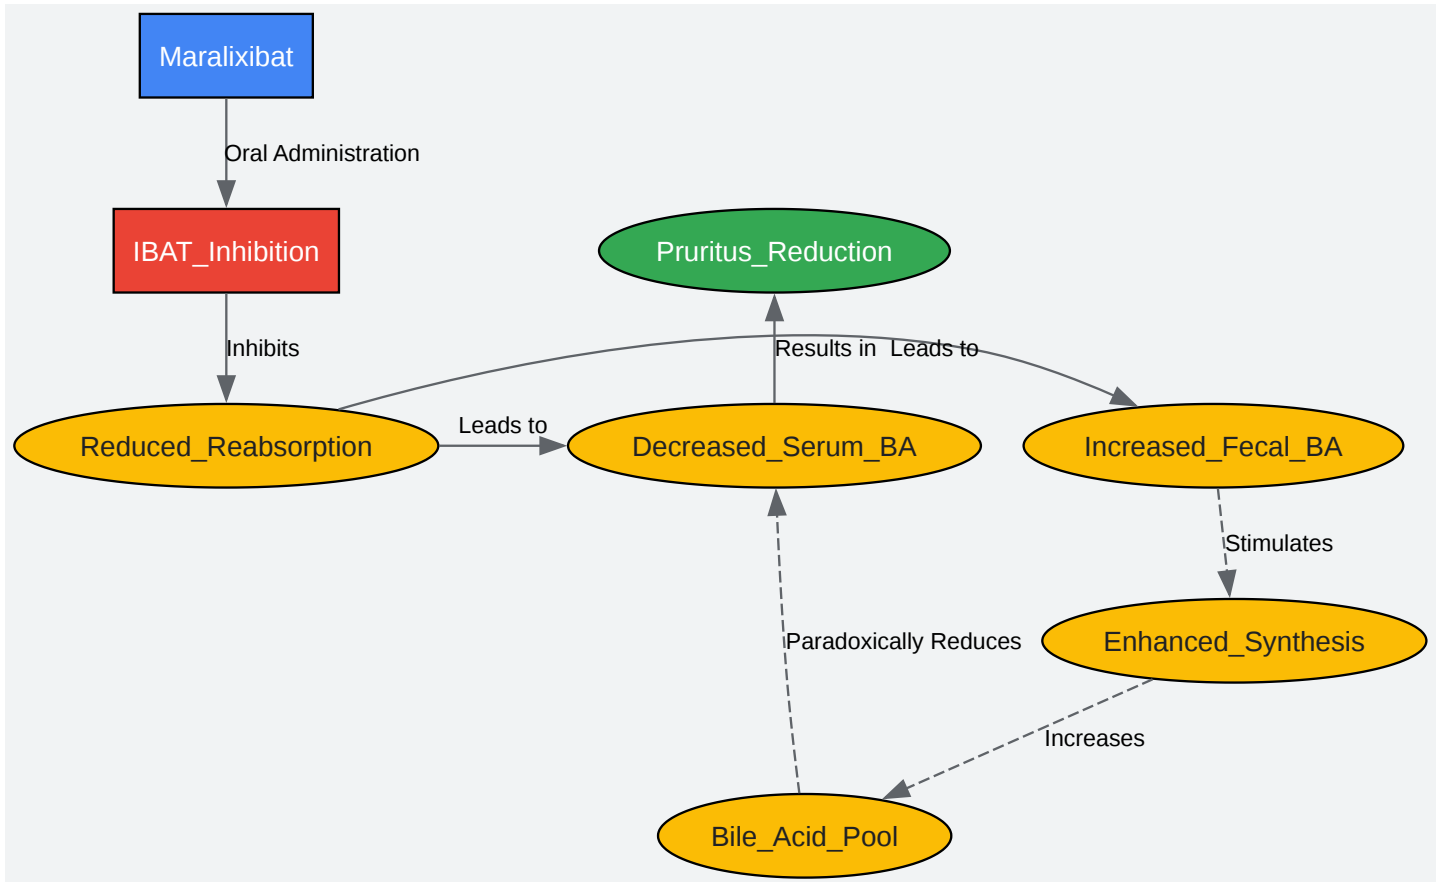 Maralixibat
Oral Administration
IBAT_Inhibition
Pruritus_Reduction
Inhibits
Results in
Leads to
Reduced_Reabsorption
Leads to
Decreased_Serum_BA
Increased_Fecal_BA
Stimulates
Paradoxically Reduces
Enhanced_Synthesis
Increases
Bile_Acid_Pool